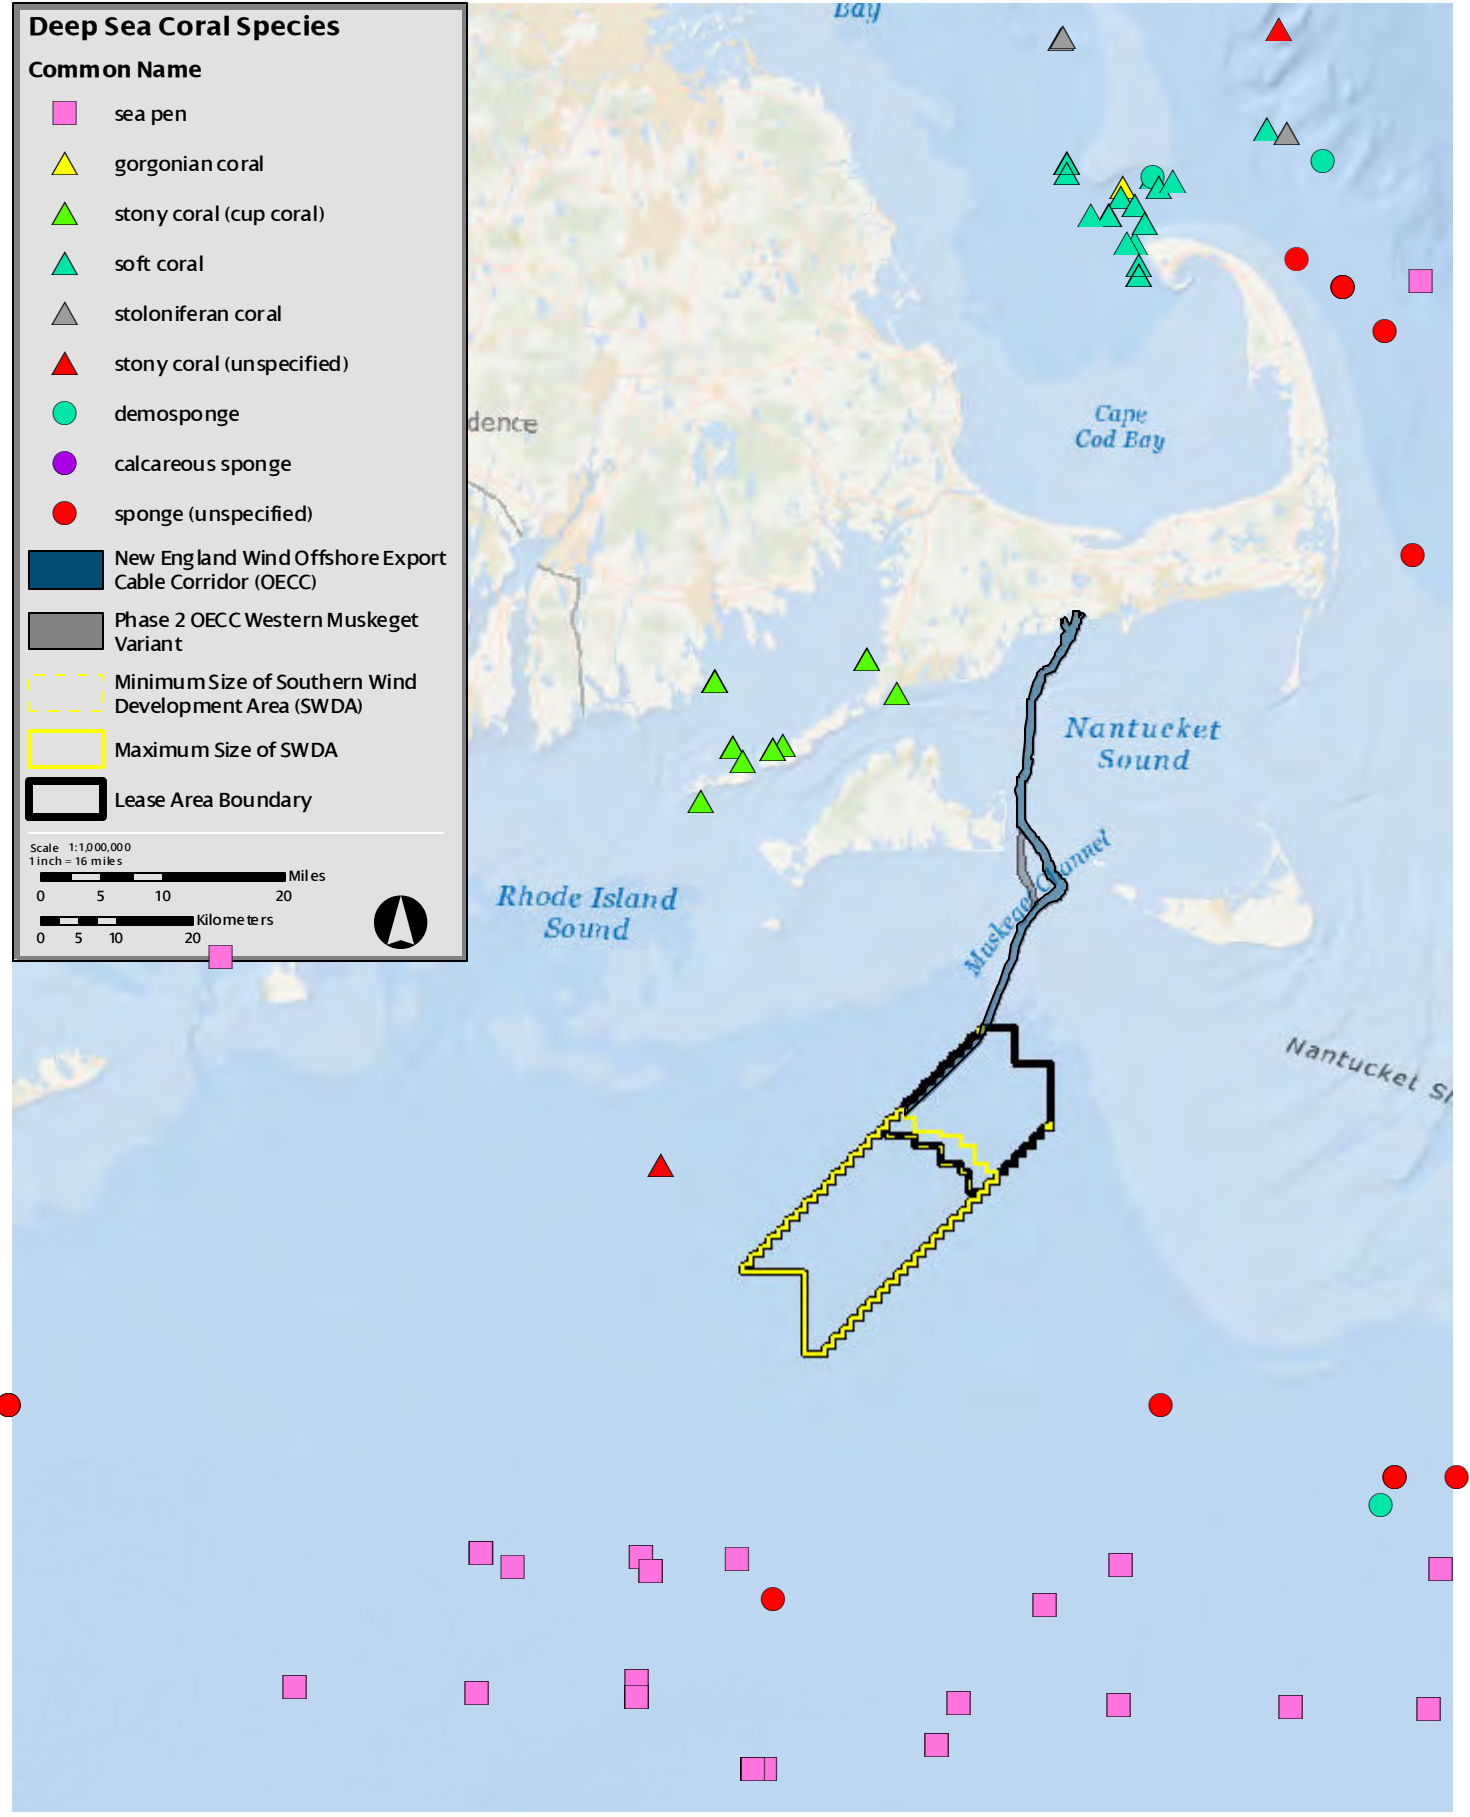 Deep Sea Coral Species
Common Name
sea pen
gorgonian coral
stony coral (cup coral)
soft coral
stoloniferan coral
stony coral (unspecified)
demosponge
calcareous sponge
sponge (unspecified)
New England Wind Offshore Export
Cable Corridor (OECC)
Phase 2 OECC Western Muskeget
Variant
Minimum Size of Southern Wind
Development Area (SWDA)
Maximum Size of SWDA
Lease Area Boundary
Scale 1:1,000,000
1 inch = 16 miles
Miles
0 5 10 20
Kilometers
0 5 10 20
Bay
dence
Cape
Cod Bay
Nantucket
Sound
Muskeget Channel
Rhode Island
Sound
Nantucket Sh